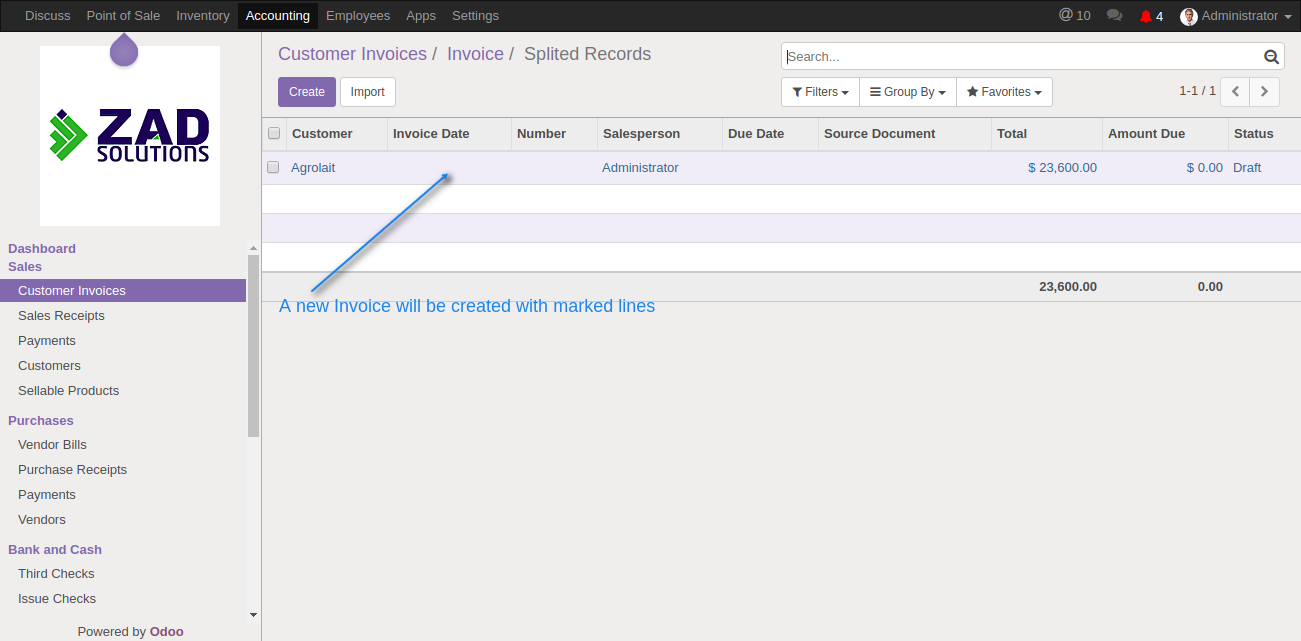 Discuss Point of Sale Inventory Accounting Employees Apps Settings @ 10 4 Administrator
ZAD
SOLUTIONS
Customer Invoices / Invoice / Splited Records
Search...
Create Import
Filters Group By Favorites 1-1 / 1
Customer Invoice Date Number Salesperson Due Date Source Document Total Amount Due Status
Agrolait Administrator $ 23,600.00 $ 0.00 Draft
23,600.00 0.00
A new Invoice will be created with marked lines
Dashboard
Sales
Customer Invoices
Sales Receipts
Payments
Customers
Sellable Products
Purchases
Vendor Bills
Purchase Receipts
Payments
Vendors
Bank and Cash
Third Checks
Issue Checks
Powered by Odoo